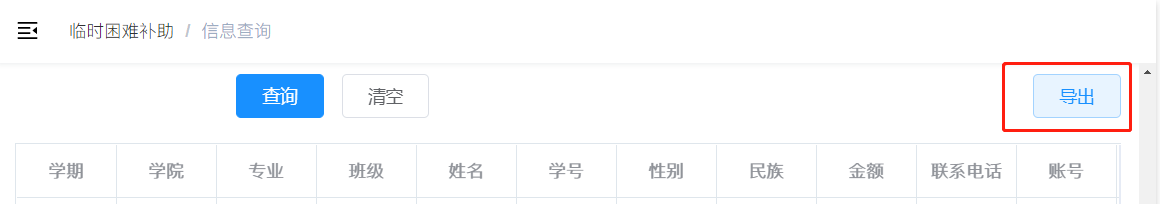 临时困难补助 / 信息查询
查询 清空 导出
学期 学院 专业 班级 姓名 学号 性别 民族 金额 联系电话 账号